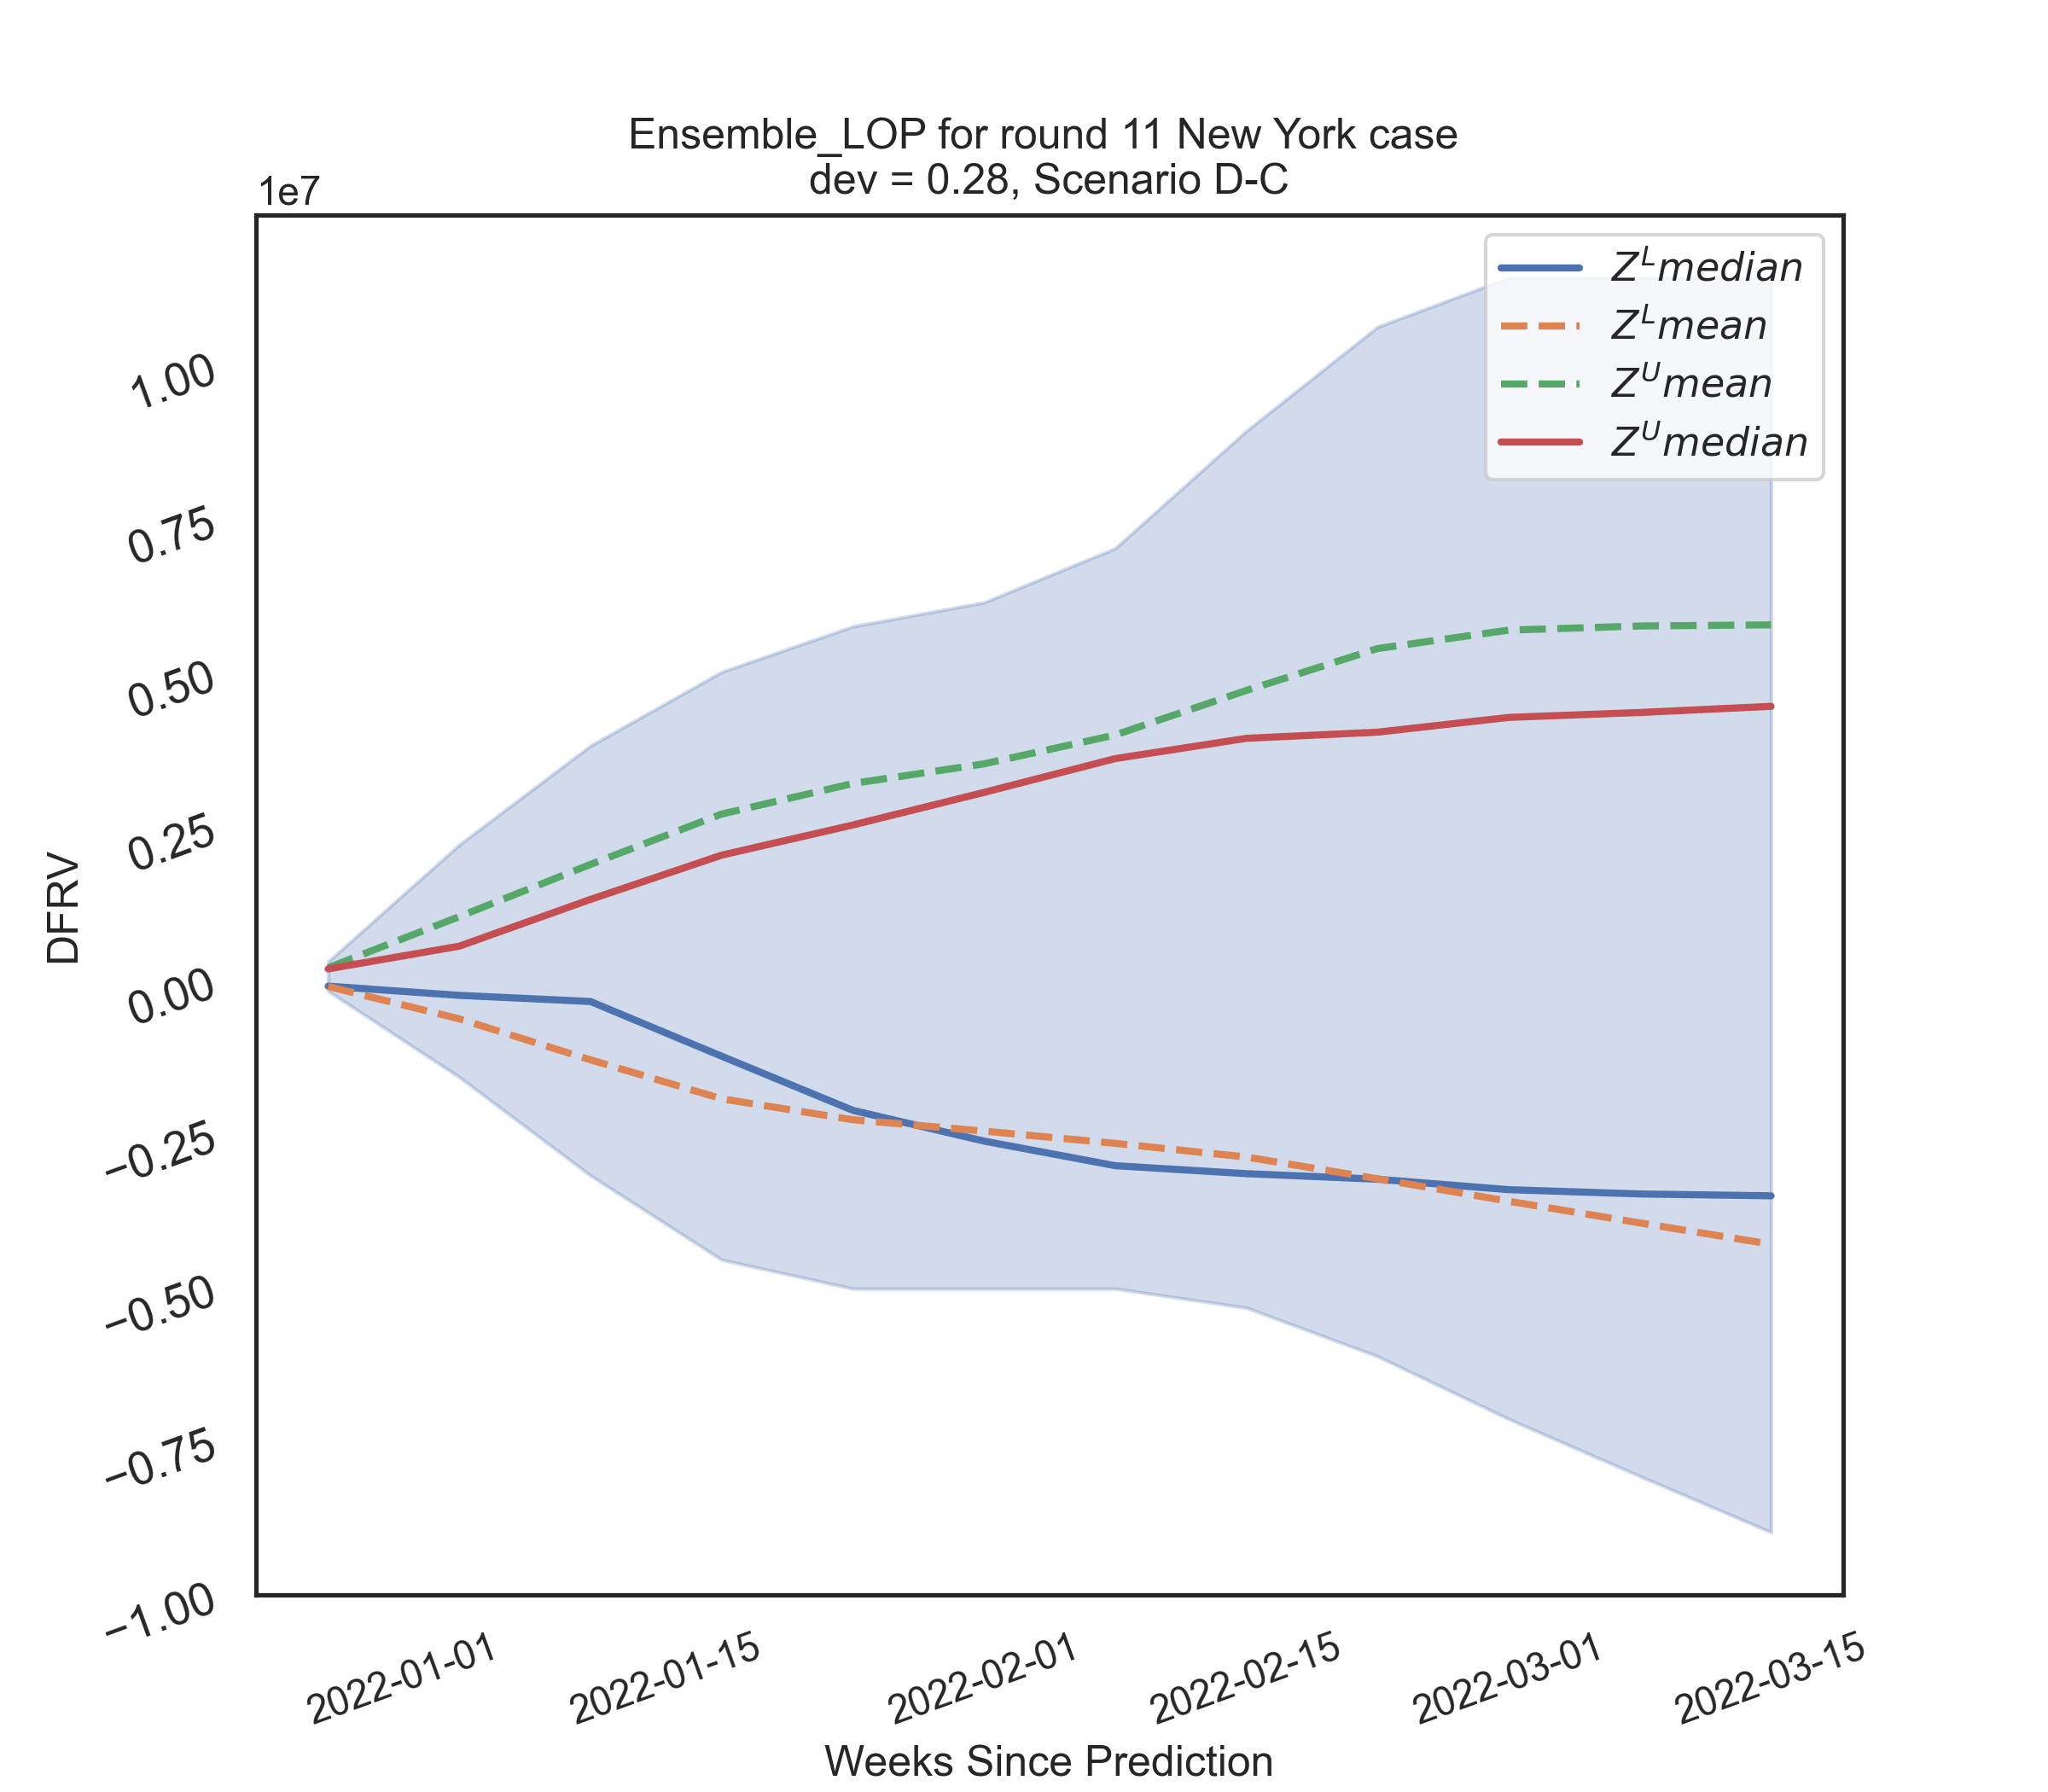 Ensemble_LOP for round 11 New York case
dev = 0.28, Scenario D-C
1e7
Z^L median
Z^L mean
Z^U mean
Z^U median
1.00
0.75
0.50
0.25
0.00
−0.25
−0.50
−0.75
−1.00
DFRV
2022-01-01
2022-01-15
2022-02-01
2022-02-15
2022-03-01
2022-03-15
Weeks Since Prediction